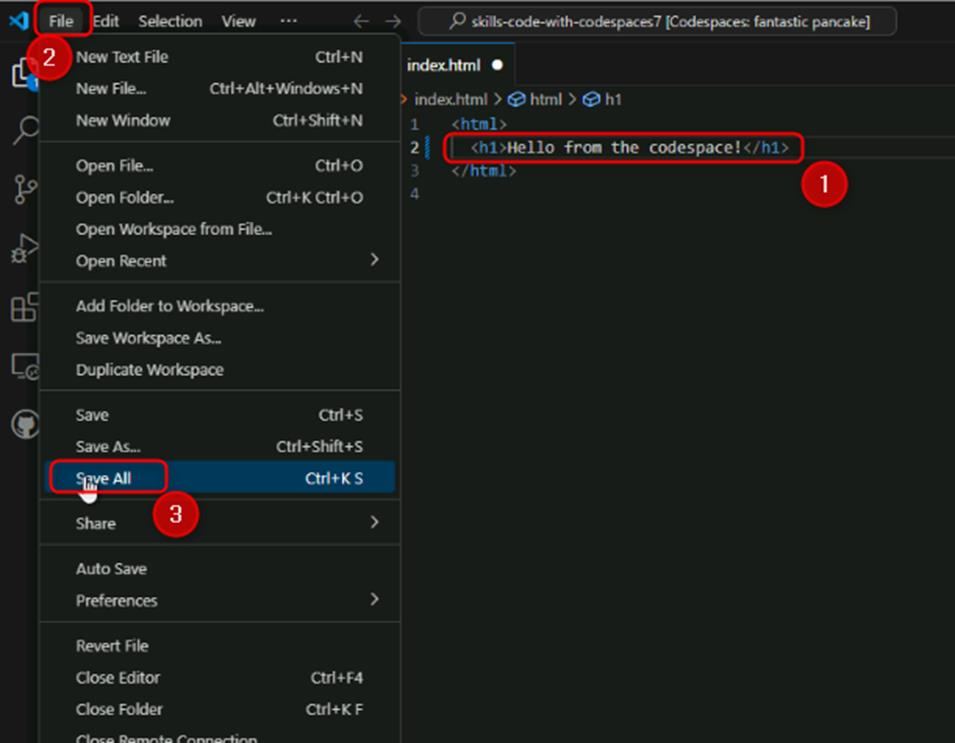 File Edit Selection View ··· ← → skills-code-with-codespaces7 [Codespaces: fantastic pancake]
2
New Text File Ctrl+N
New File... Ctrl+Alt+Windows+N
New Window Ctrl+Shift+N
Open File... Ctrl+O
Open Folder... Ctrl+K Ctrl+O
Open Workspace from File...
Open Recent >
Add Folder to Workspace...
Save Workspace As...
Duplicate Workspace
Save Ctrl+S
Save As... Ctrl+Shift+S
Save All Ctrl+K S
3
Share >
Auto Save
Preferences >
Revert File
Close Editor Ctrl+F4
Close Folder Ctrl+K F
Close Remote Connection
index.html ●
index.html > html > h1
1 <html>
2 <h1>Hello from the codespace!</h1>
1
3 </html>
4